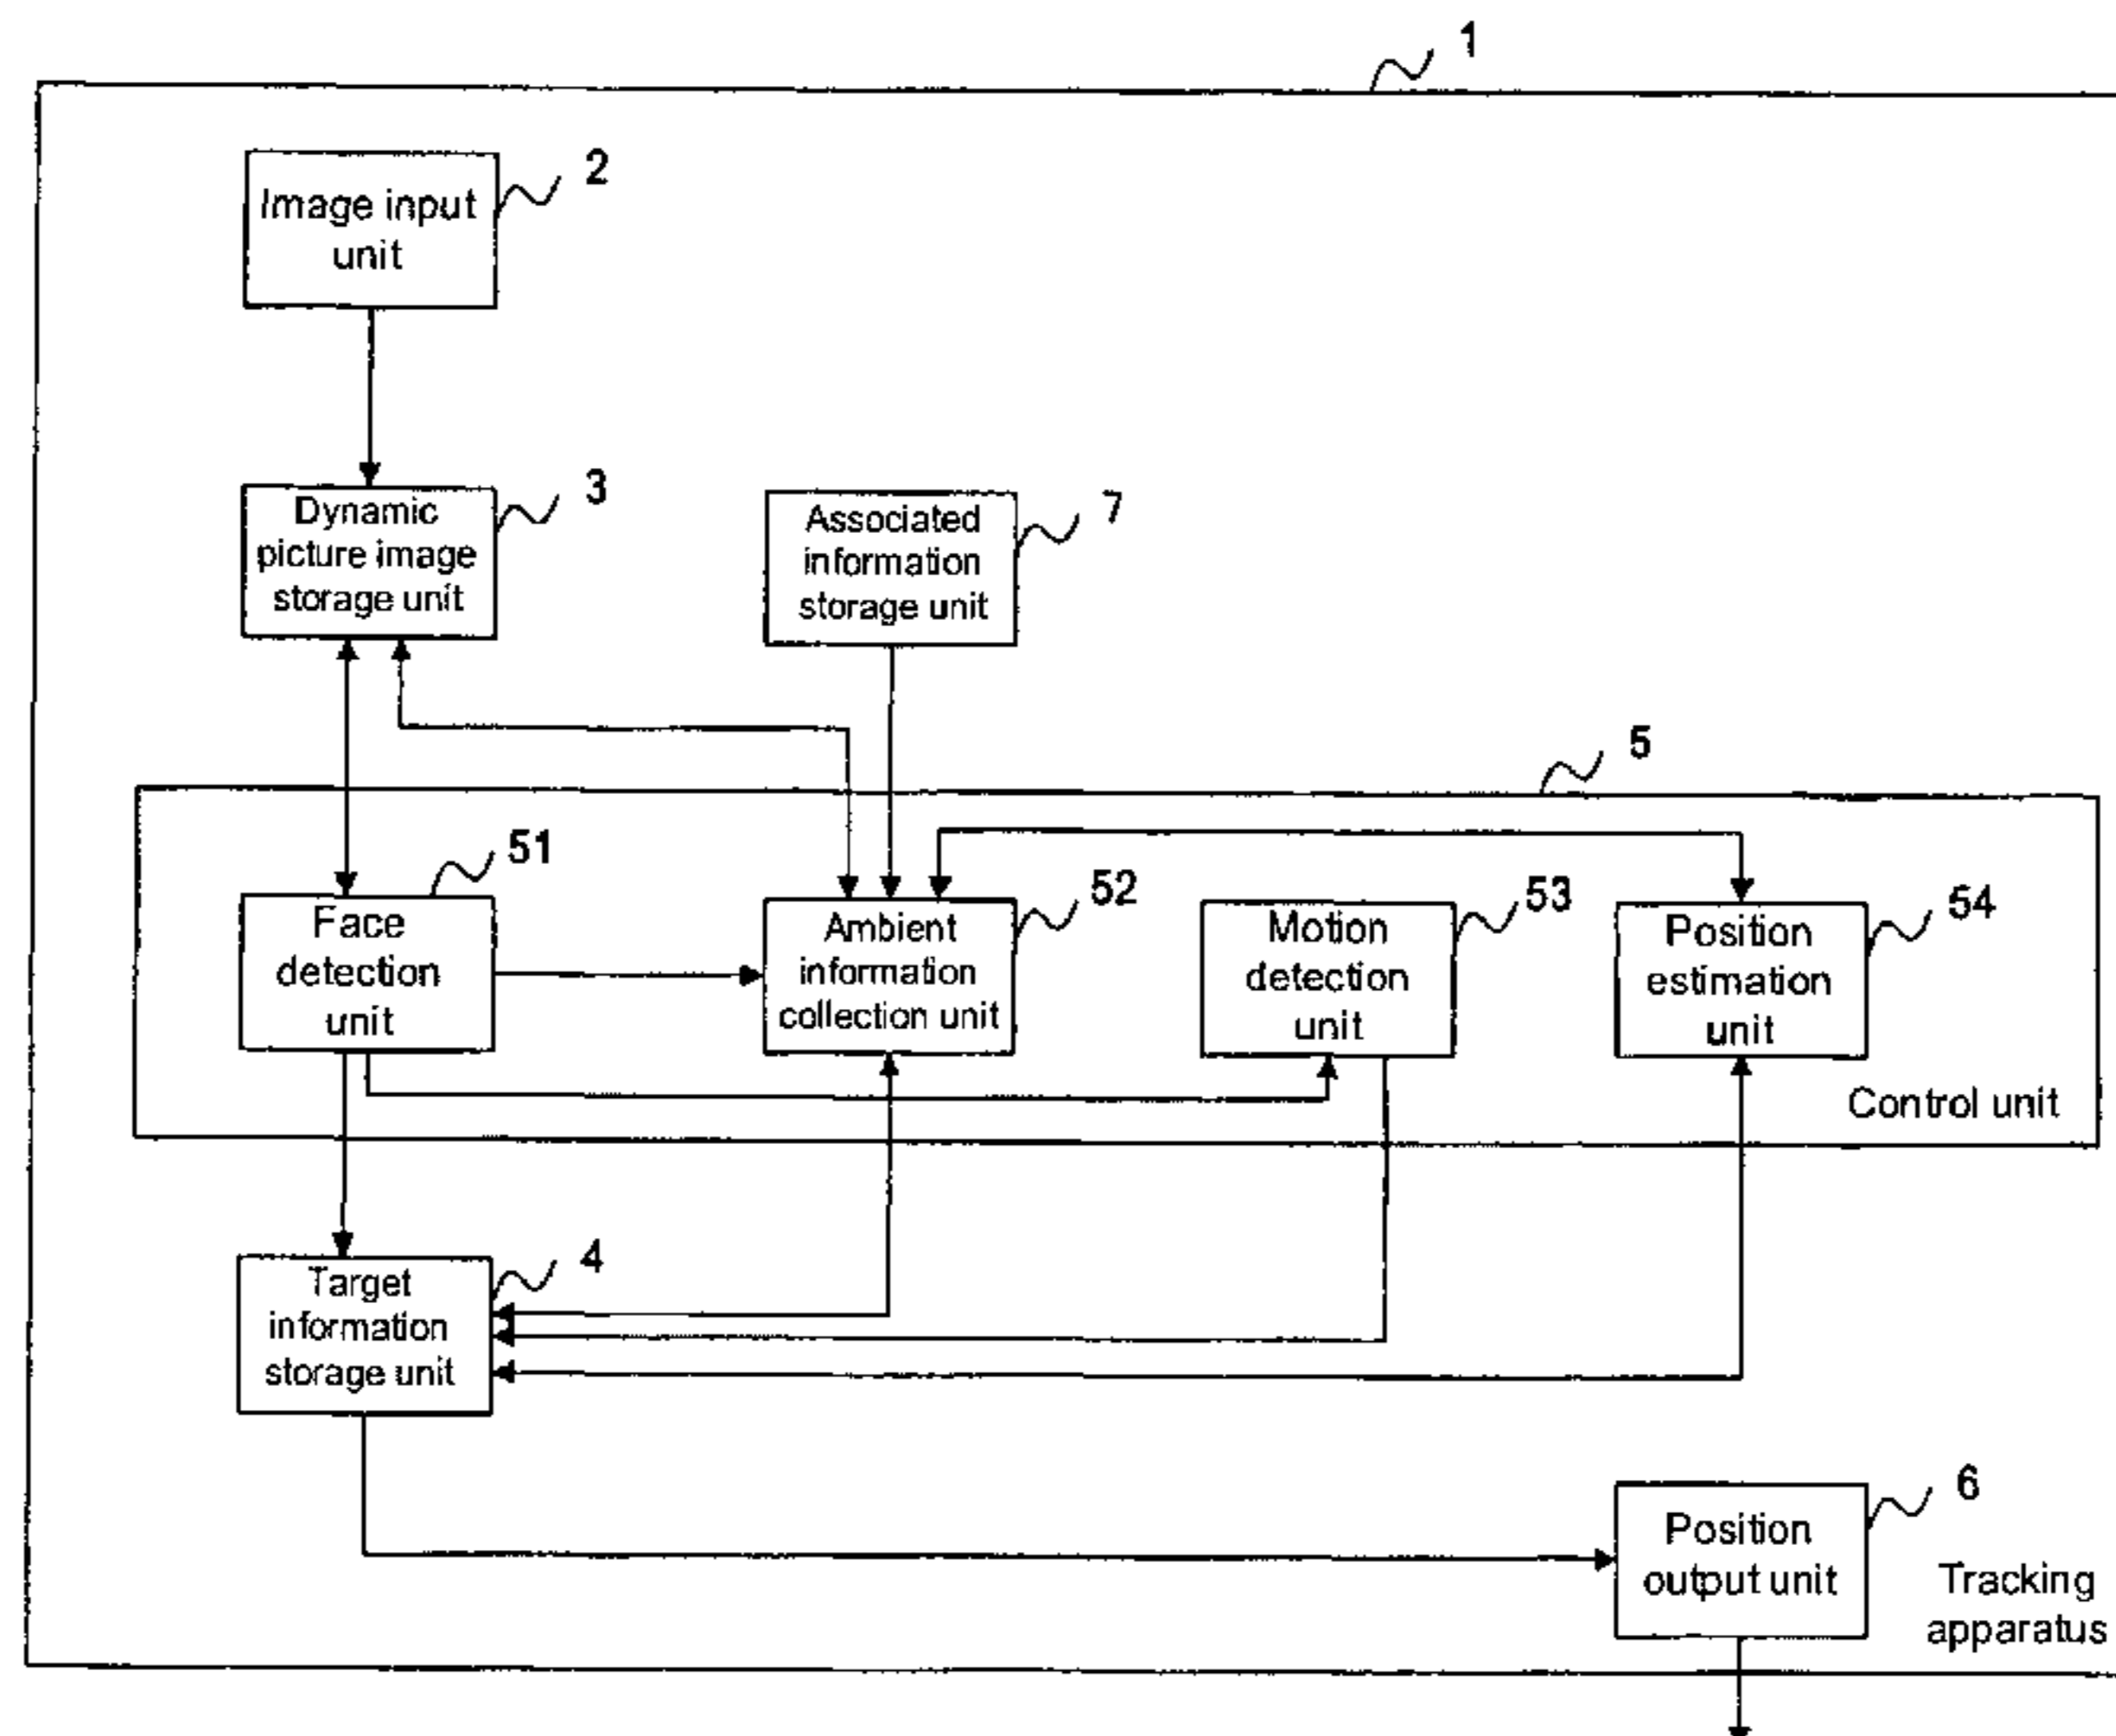 1
Image input
unit
2
Dynamic
picture image
storage unit
3
Associated
information
storage unit
7
5
Face
detection
unit
51
Ambient
information
collection unit
52
Motion
detection
unit
53
Position
estimation
unit
54
Control unit
Target
information
storage unit
4
Position
output unit
6
Tracking
apparatus